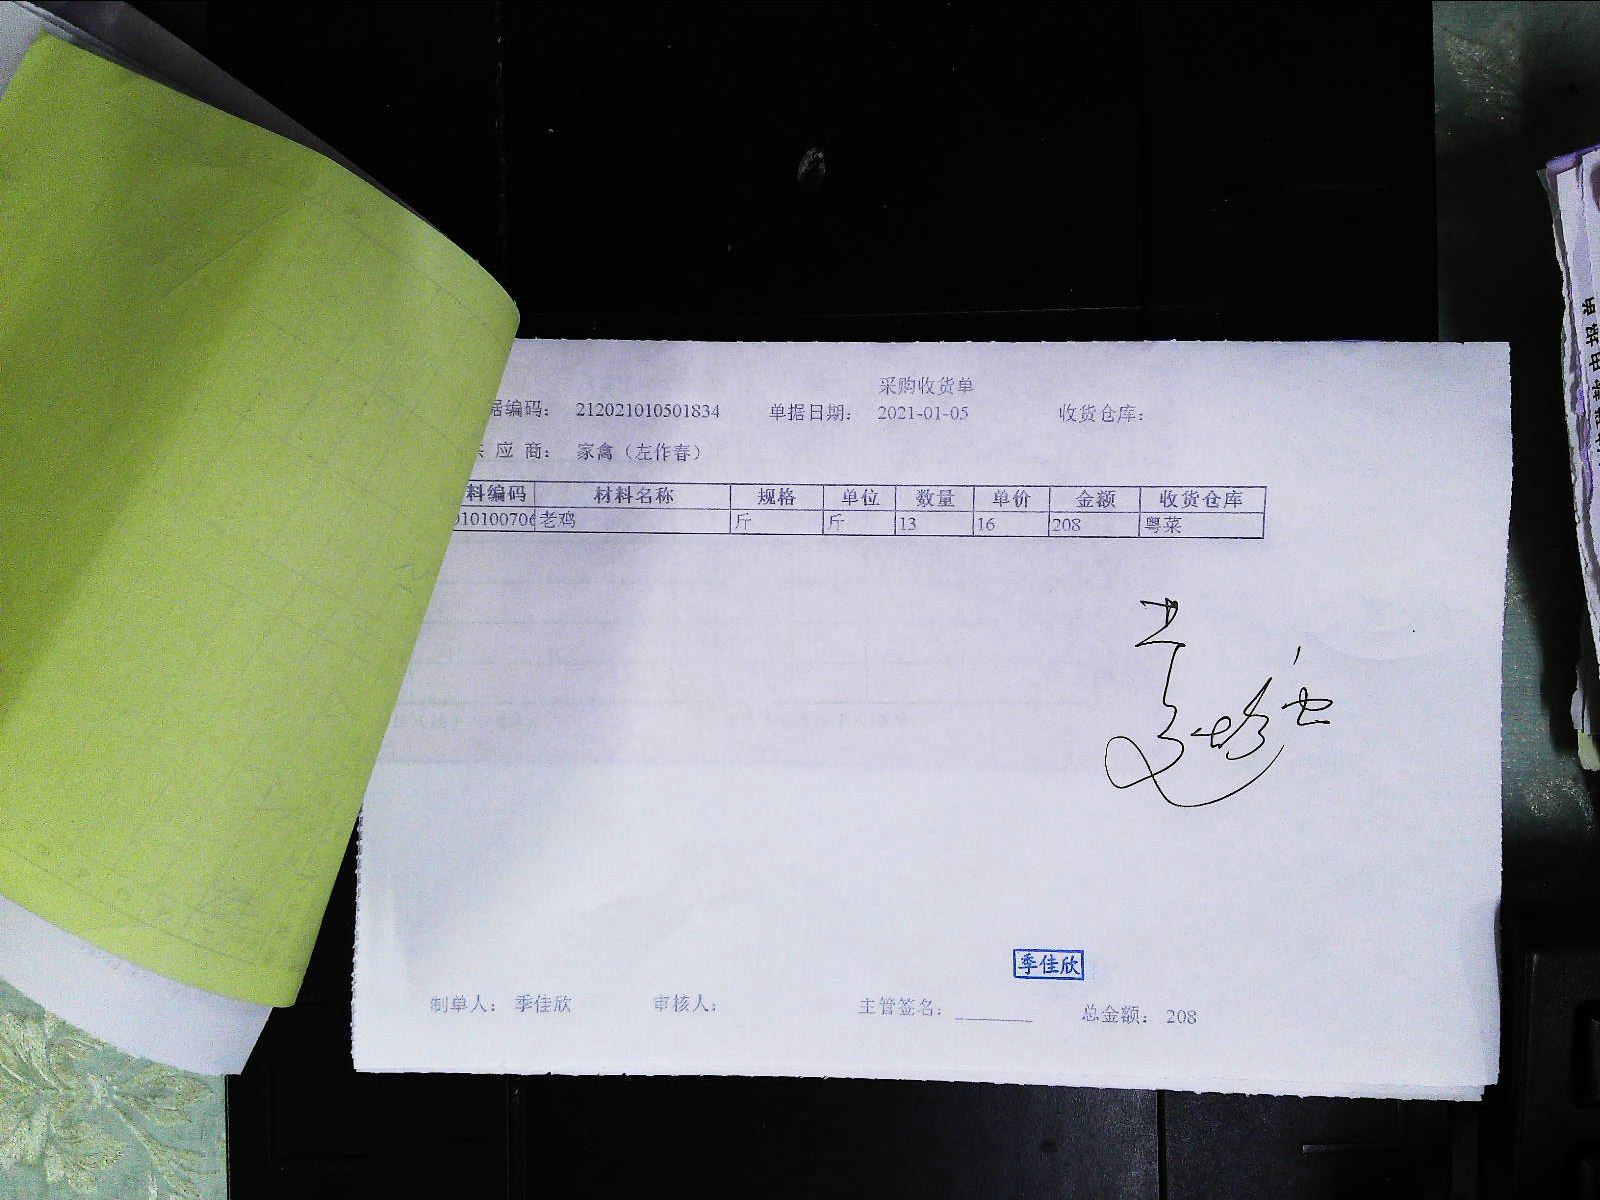 采购收货单
据编码： 212021010501834 单据日期： 2021-01-05 收货仓库：
应 商： 家禽（左作春）
料编码 材料名称 规格 单位 数量 单价 金额 收货仓库
010100706 老鸡 斤 斤 13 16 208 粤菜
季佳欣
制单人： 季佳欣 审核人： 主管签名：________ 总金额： 208